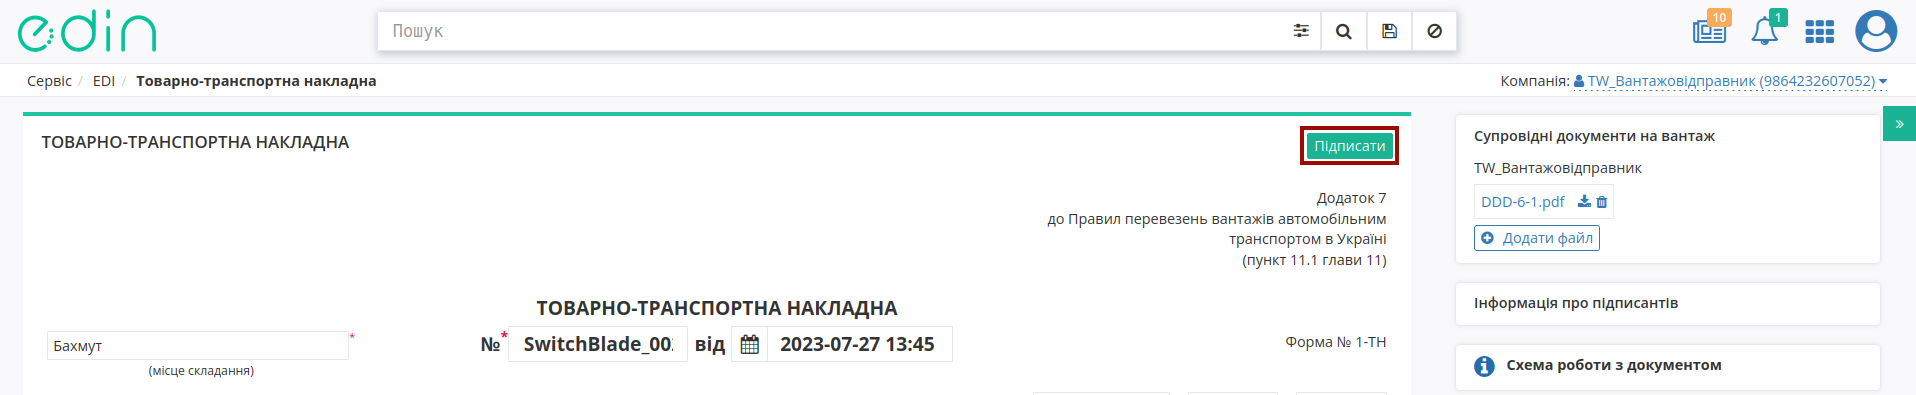 edin
Пошук
10
1
Сервіс / EDI / Товарно-транспортна накладна
Компанія: TW_Вантажовідправник (9864232607052)
ТОВАРНО-ТРАНСПОРТНА НАКЛАДНА
Підписати
Додаток 7
до Правил перевезень вантажів автомобільним
транспортом в Україні
(пункт 11.1 глави 11)
ТОВАРНО-ТРАНСПОРТНА НАКЛАДНА
Бахмут *
(місце складання)
№* SwitchBlade_00 від 2023-07-27 13:45
Форма № 1-ТН
»
Супровідні документи на вантаж
TW_Вантажовідправник
DDD-6-1.pdf
Додати файл
Інформація про підписантів
Схема роботи з документом